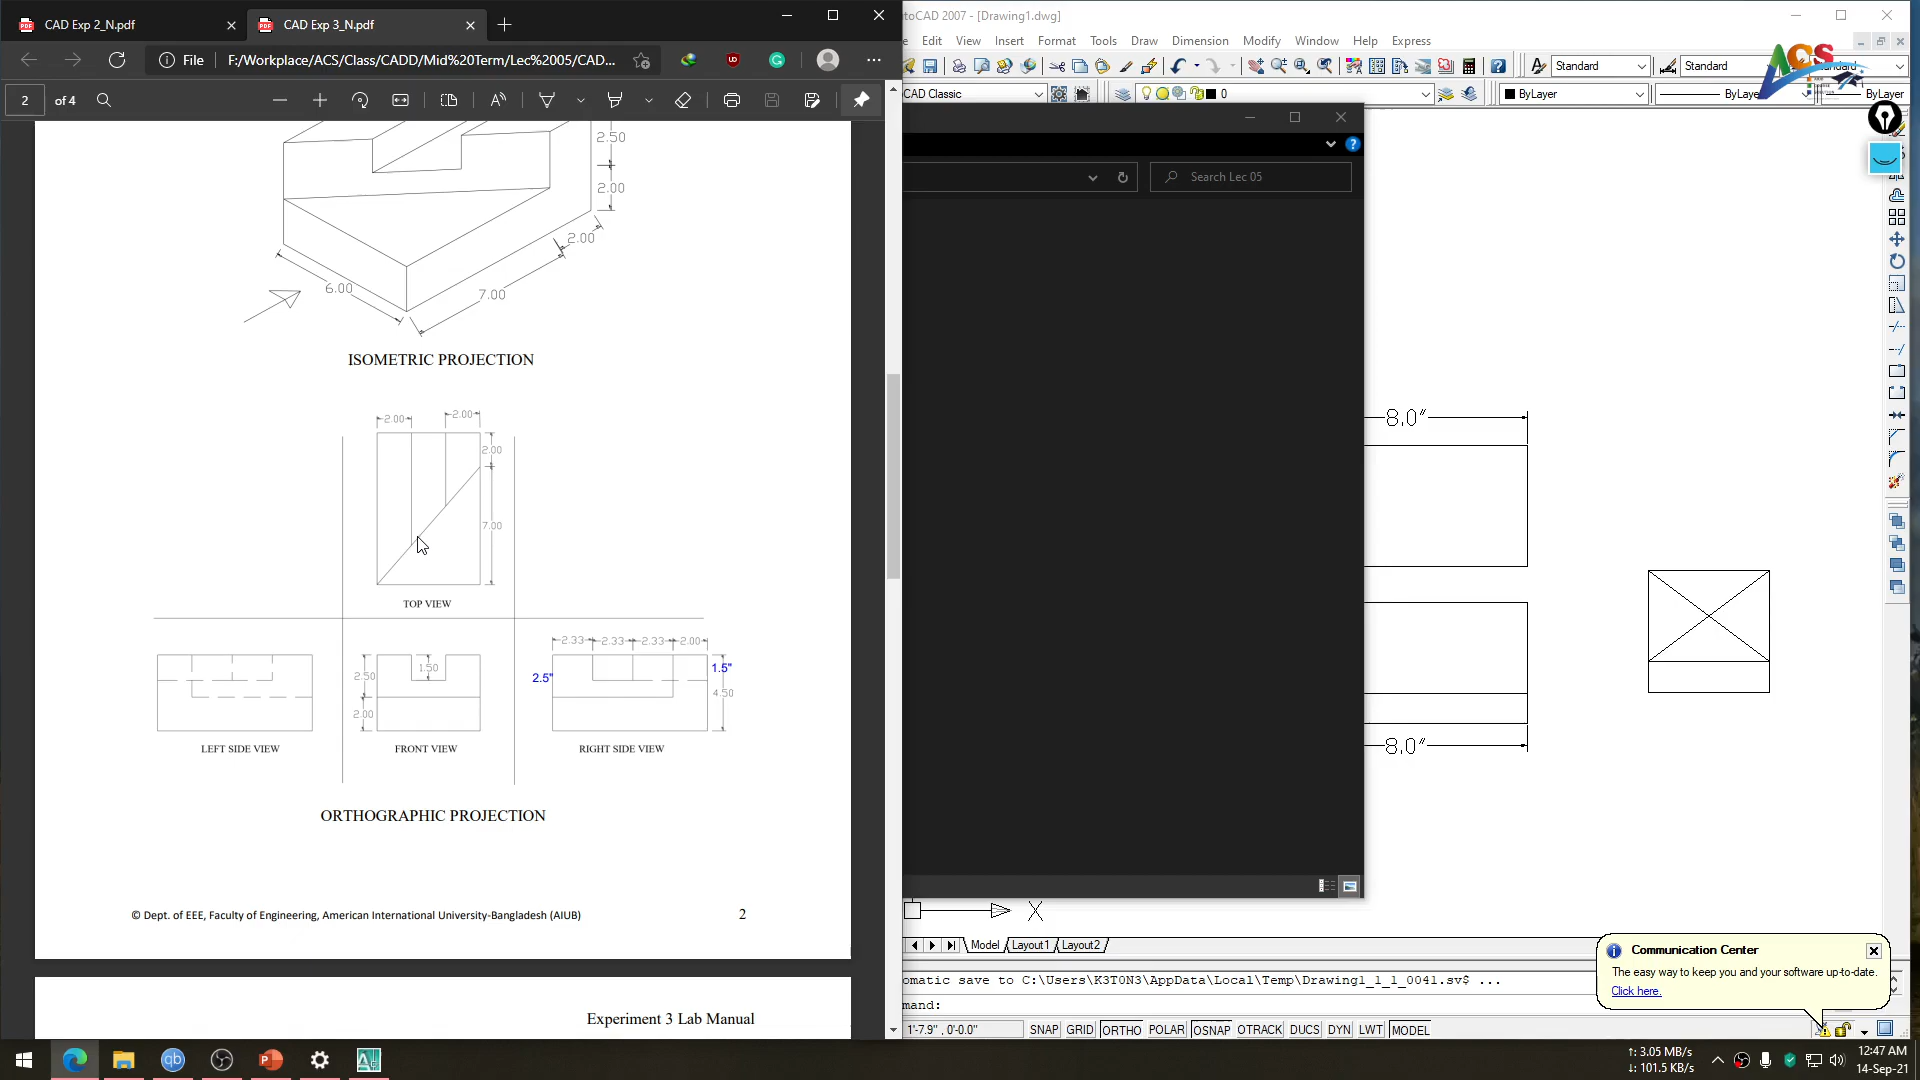 CAD Exp 2_N.pdf
CAD Exp 3_N.pdf
File
F:/Workplace/ACS/Class/CADD/Mid%20Term/Lec%2005/CAD...
2
of 4
2.50
2.00
2.00
6.00
7.00
ISOMETRIC PROJECTION
2.00
2.00
2.00
7.00
TOP VIEW
2.33
2.33
2.33
2.00
1.50
2.50
2.5"
1.5"
4.50
2.00
LEFT SIDE VIEW
FRONT VIEW
RIGHT SIDE VIEW
ORTHOGRAPHIC PROJECTION
© Dept. of EEE, Faculty of Engineering, American International University-Bangladesh (AIUB)
2
Experiment 3 Lab Manual
toCAD 2007 - [Drawing1.dwg]
Edit
View
Insert
Format
Tools
Draw
Dimension
Modify
Window
Help
Express
Standard
Standard
ACS
CAD Classic
0
ByLayer
ByLaye
ByLayer
Search Lec 05
8.0"
8.0"
X
Model
Layout1
Layout2
omatic save to C:\Users\K3T0N3\AppData\Local\Temp\Drawing1_1_1_0041.sv$ ...
mand:
1'-7.9" , 0'-0.0"
SNAP
GRID
ORTHO
POLAR
OSNAP
OTRACK
DUCS
DYN
LWT
MODEL
Communication Center
The easy way to keep you and your software up-to-date.
Click here.
↑: 3.05 MB/s
↓: 101.5 KB/s
12:47 AM
14-Sep-21